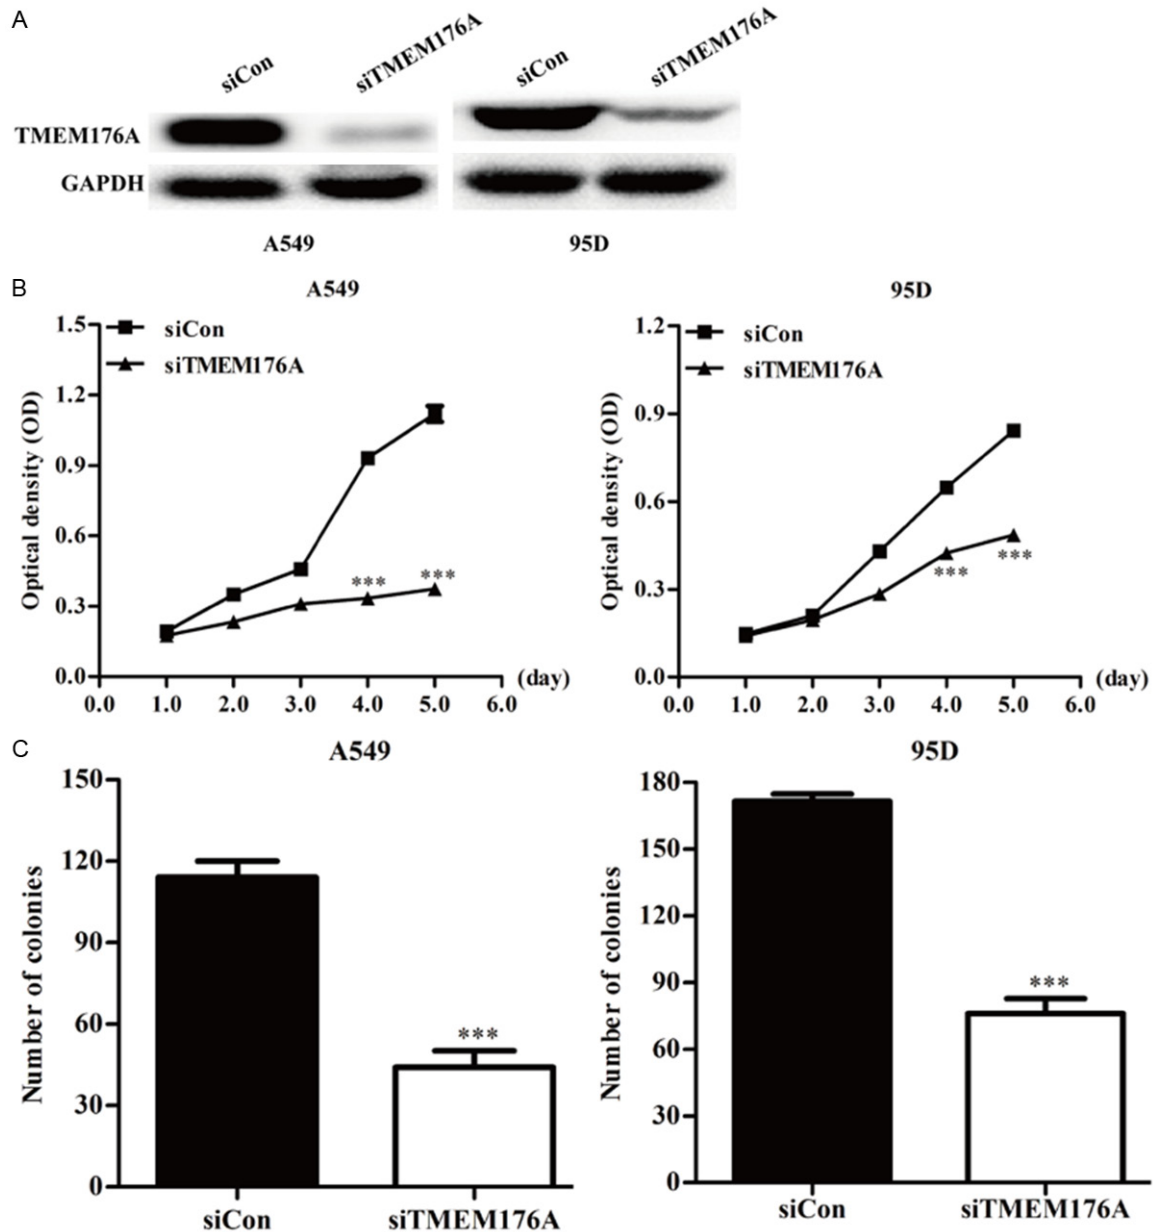 A
siCon siTMEM176A siCon siTMEM176A
TMEM176A
GAPDH
A549 95D
B
A549 95D
1.5 siCon
siTMEM176A
1.2
0.9
0.6
0.3
0.0
Optical density (OD)
*** ***
0.0 1.0 2.0 3.0 4.0 5.0 6.0 (day)
1.2 siCon
siTMEM176A
0.9
0.6
0.3
0.0
Optical density (OD)
*** ***
0.0 1.0 2.0 3.0 4.0 5.0 6.0 (day)
C
A549 95D
150
120
90
60
30
0
Number of colonies
***
siCon siTMEM176A
180
150
120
90
60
30
0
Number of colonies
***
siCon siTMEM176A